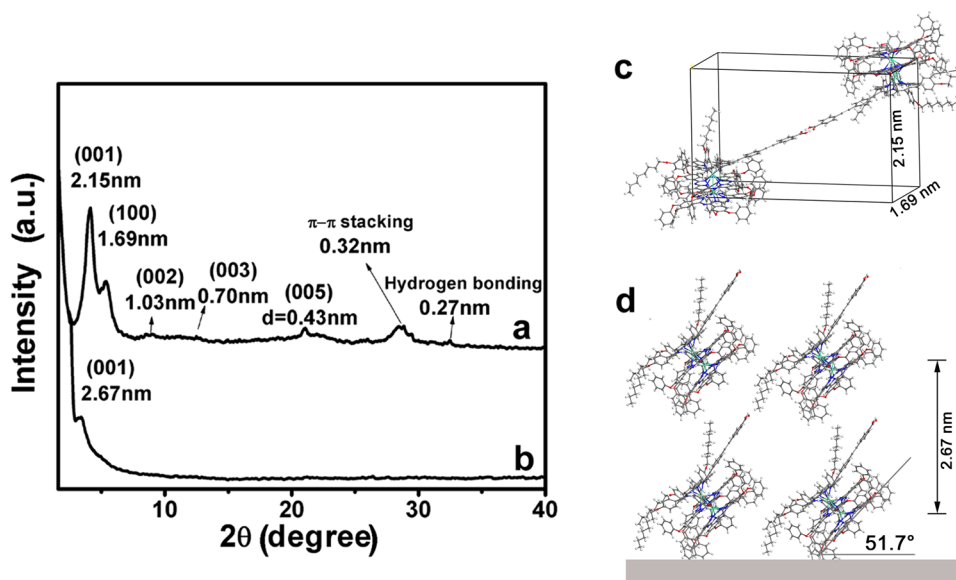 Intensity (a.u.)
(001)
2.15nm
(100)
1.69nm
(002)
1.03nm
(003)
0.70nm
(005)
d=0.43nm
π–π stacking
0.32nm
Hydrogen bonding
0.27nm
a
(001)
2.67nm
b
10
20
30
40
2θ (degree)
c
2.15 nm
1.69 nm
d
2.67 nm
51.7°